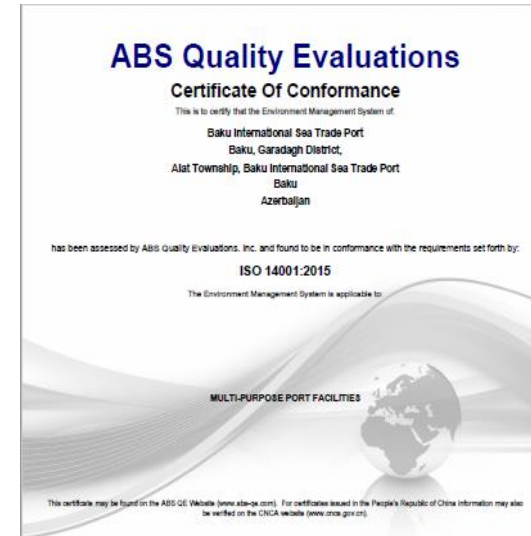 ABS Quality Evaluations
Certificate Of Conformance
This is to certify that the Environment Management System of:
Baku International Sea Trade Port
Baku, Garadagh District,
Alat Township, Baku International Sea Trade Port
Baku
Azerbaijan
has been assessed by ABS Quality Evaluations, Inc. and found to be in conformance with the requirements set forth by:
ISO 14001:2015
The Environment Management System is applicable to:
MULTI-PURPOSE PORT FACILITIES
This certificate may be found on the ABS QE Website (www.abs-qe.com). For certificates issued in the People's Republic of China information may also
be verified on the CNCA website (www.cnca.gov.cn).